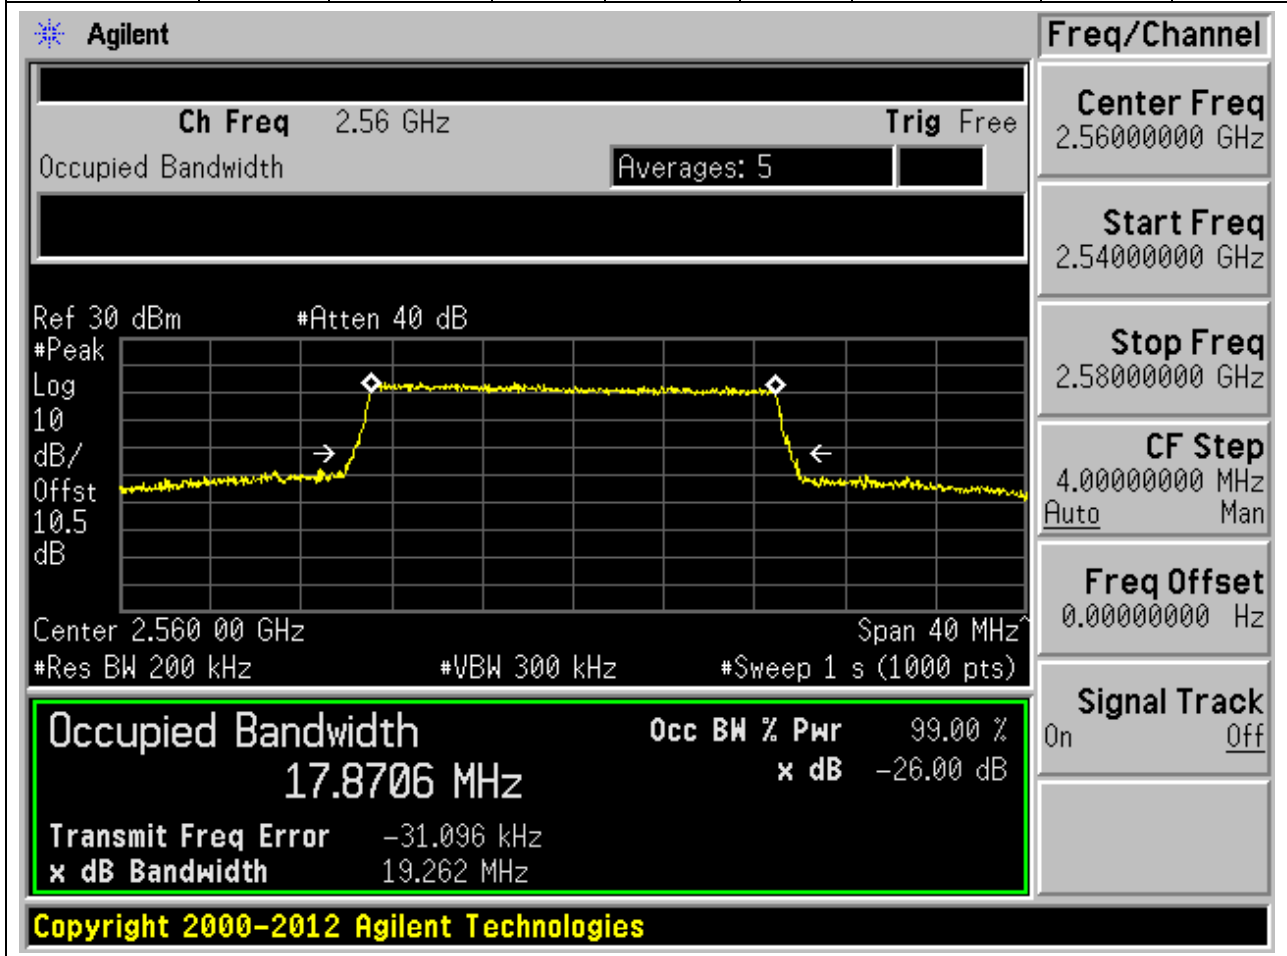 Agilent
Freq/Channel
Ch Freq 2.56 GHz Trig Free
Occupied Bandwidth Averages: 5
Center Freq
2.56000000 GHz
Start Freq
2.54000000 GHz
Stop Freq
2.58000000 GHz
CF Step
4.00000000 MHz
Auto Man
Freq Offset
0.00000000 Hz
Signal Track
On Off
Ref 30 dBm #Atten 40 dB
#Peak
Log
10
dB/
Offst
10.5
dB
Center 2.560 00 GHz Span 40 MHz^
#Res BW 200 kHz #VBW 300 kHz #Sweep 1 s (1000 pts)
Occupied Bandwidth Occ BW % Pwr 99.00 %
17.8706 MHz x dB -26.00 dB
Transmit Freq Error -31.096 kHz
x dB Bandwidth 19.262 MHz
Copyright 2000-2012 Agilent Technologies